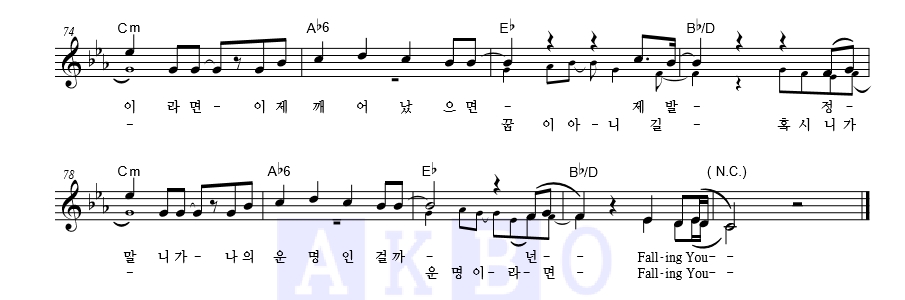 74 Cm A♭6 E♭ B♭/D
이 라면- 이제 깨 어 났 으면 - 제 발- 정-
- 꿈 이아-니 길 - 혹시 니가
78 Cm A♭6 E♭ B♭/D ( N.C.)
말 니가- 나의 운 명 인 걸까 - 넌- - Fall-ing You- -
- 운 명이-라-면 - Fall-ing You- -
AKBO